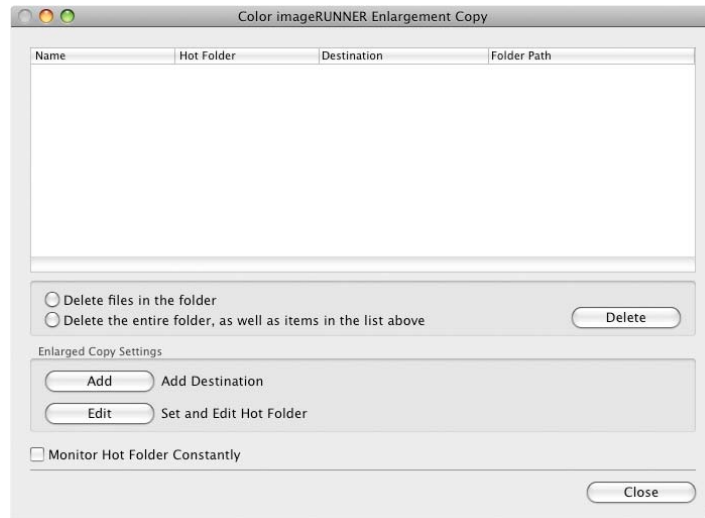 Color imageRUNNER Enlargement Copy
Name Hot Folder Destination Folder Path
Delete files in the folder
Delete the entire folder, as well as items in the list above
Delete
Enlarged Copy Settings
Add Add Destination
Edit Set and Edit Hot Folder
Monitor Hot Folder Constantly
Close